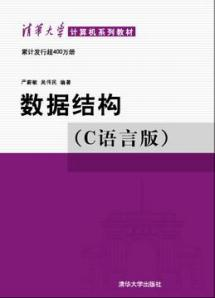 清华大学 计算机系列教材
累计发行超400万册
严蔚敏 吴伟民 编著
数据结构
(C语言版)
清华大学出版社